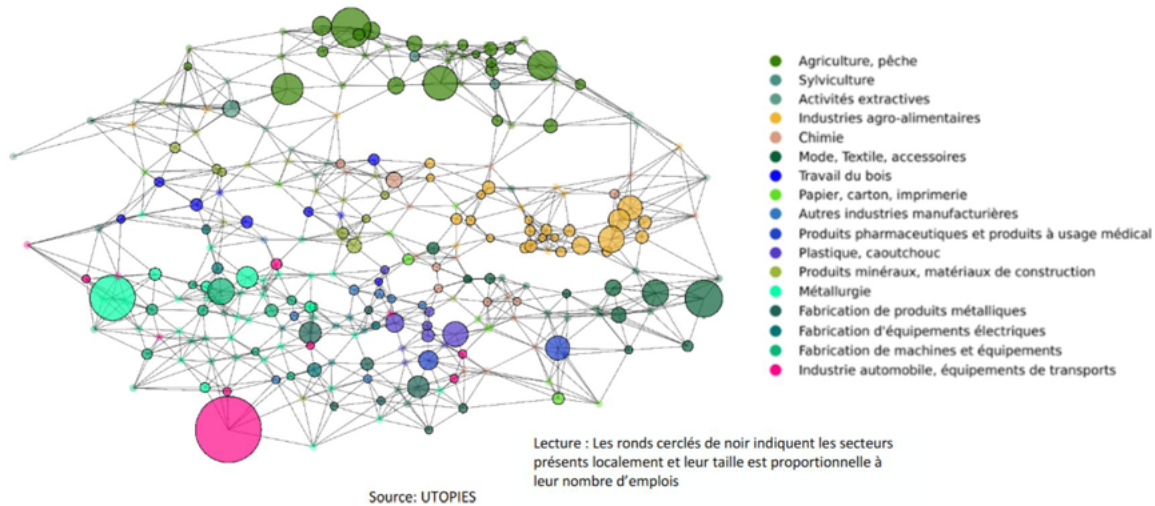 Agriculture, pêche
Sylviculture
Activités extractives
Industries agro-alimentaires
Chimie
Mode, Textile, accessoires
Travail du bois
Papier, carton, imprimerie
Autres industries manufacturières
Produits pharmaceutiques et produits à usage médical
Plastique, caoutchouc
Produits minéraux, matériaux de construction
Métallurgie
Fabrication de produits métalliques
Fabrication d'équipements électriques
Fabrication de machines et équipements
Industrie automobile, équipements de transports
Lecture : Les ronds cerclés de noir indiquent les secteurs
présents localement et leur taille est proportionnelle à
leur nombre d’emplois
Source: UTOPIES